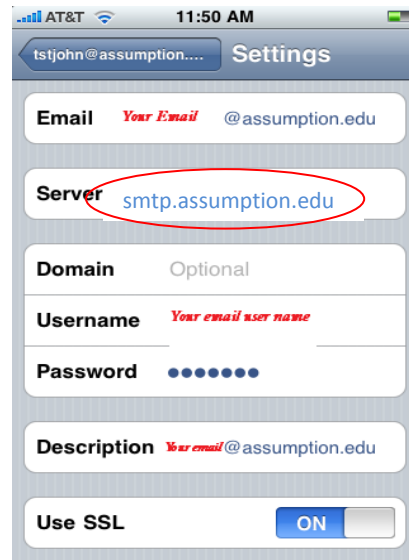 AT&T 11:50 AM
tstjohn@assumption.... Settings
Email Your Email @assumption.edu
Server smtp.assumption.edu
Domain Optional
Username Your email user name
Password ●●●●●●●
Description Your email@assumption.edu
Use SSL ON